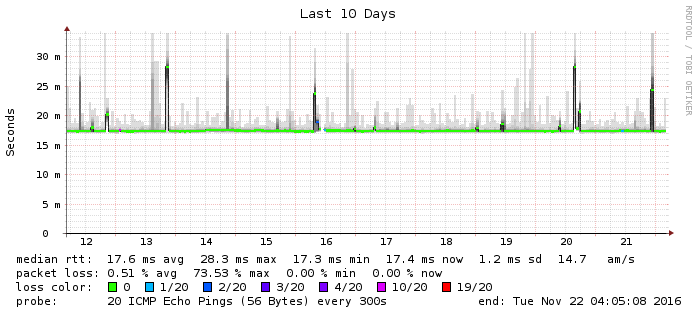 Last 10 Days
RRDTOOL / TOBI OETIKER
Seconds
30 m
25 m
20 m
15 m
10 m
5 m
0
12 13 14 15 16 17 18 19 20 21
median rtt: 17.6 ms avg 28.3 ms max 17.3 ms min 17.4 ms now 1.2 ms sd 14.7 am/s
packet loss: 0.51 % avg 73.53 % max 0.00 % min 0.00 % now
loss color: 0 1/20 2/20 3/20 4/20 10/20 19/20
probe: 20 ICMP Echo Pings (56 Bytes) every 300s end: Tue Nov 22 04:05:08 2016